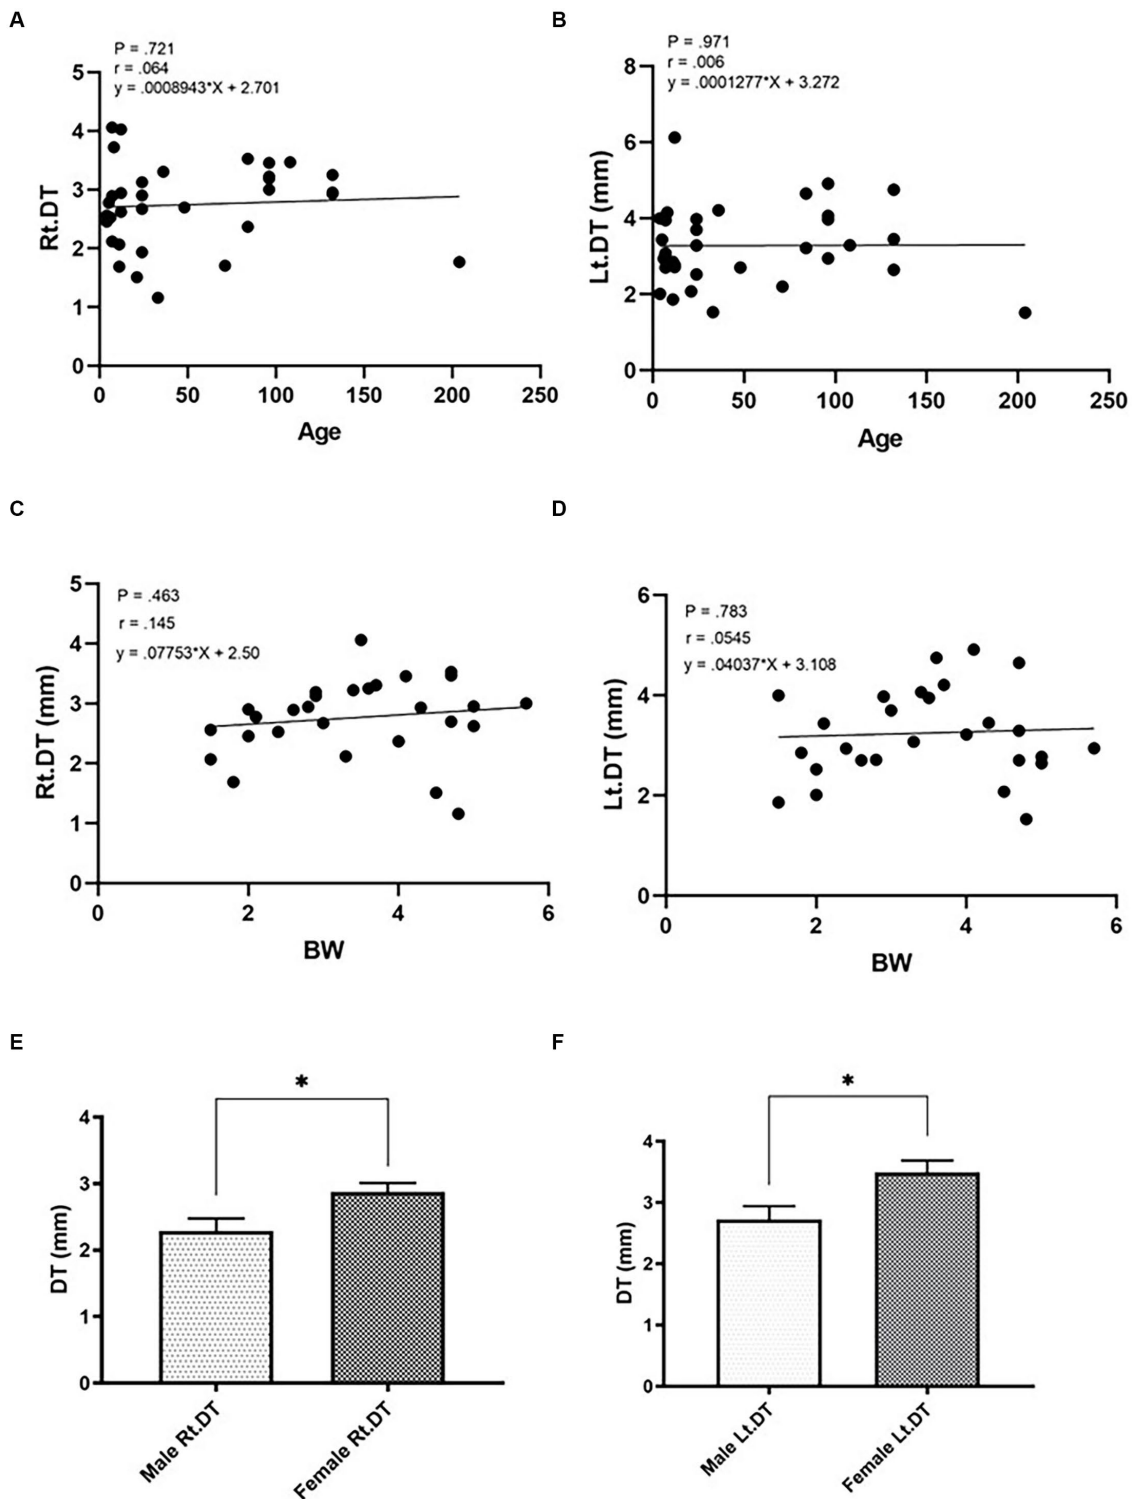 A
P = .721
r = .064
y = .0008943*X + 2.701
5
4
3
2
1
0
Rt.DT
0 50 100 150 200 250
Age
B
P = .971
r = .006
y = .0001277*X + 3.272
8
6
4
2
0
Lt.DT (mm)
0 50 100 150 200 250
Age
C
P = .463
r = .145
y = .07753*X + 2.50
5
4
3
2
1
0
Rt.DT (mm)
0 2 4 6
BW
D
P = .783
r = .0545
y = .04037*X + 3.108
6
4
2
0
Lt.DT (mm)
0 2 4 6
BW
E
*
4
3
2
1
0
DT (mm)
Male Rt.DT
Female Rt.DT
F
*
4
3
2
1
0
DT (mm)
Male Lt.DT
Female Lt.DT